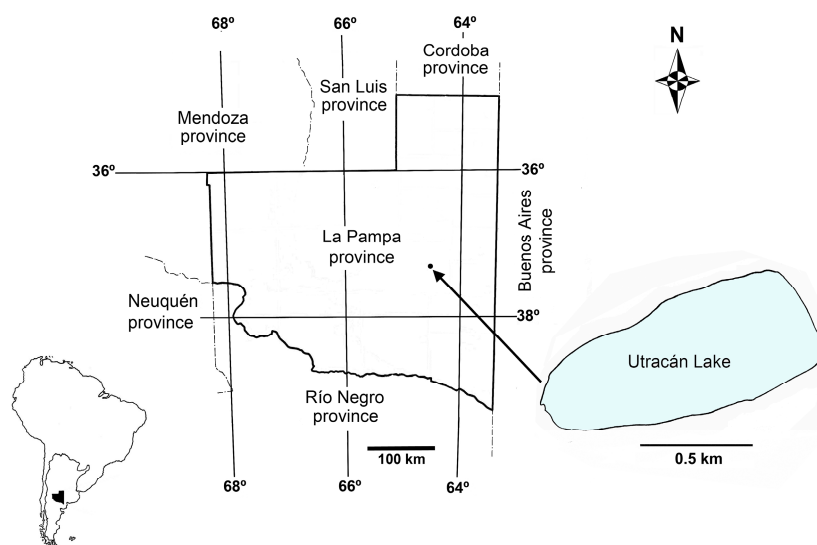 68º
66º
64º
Cordoba
province
N
San Luis
province
Mendoza
province
36º
36º
La Pampa
province
Buenos Aires
province
Neuquén
province
38º
Utracán Lake
Río Negro
province
100 km
0.5 km
68º
66º
64º